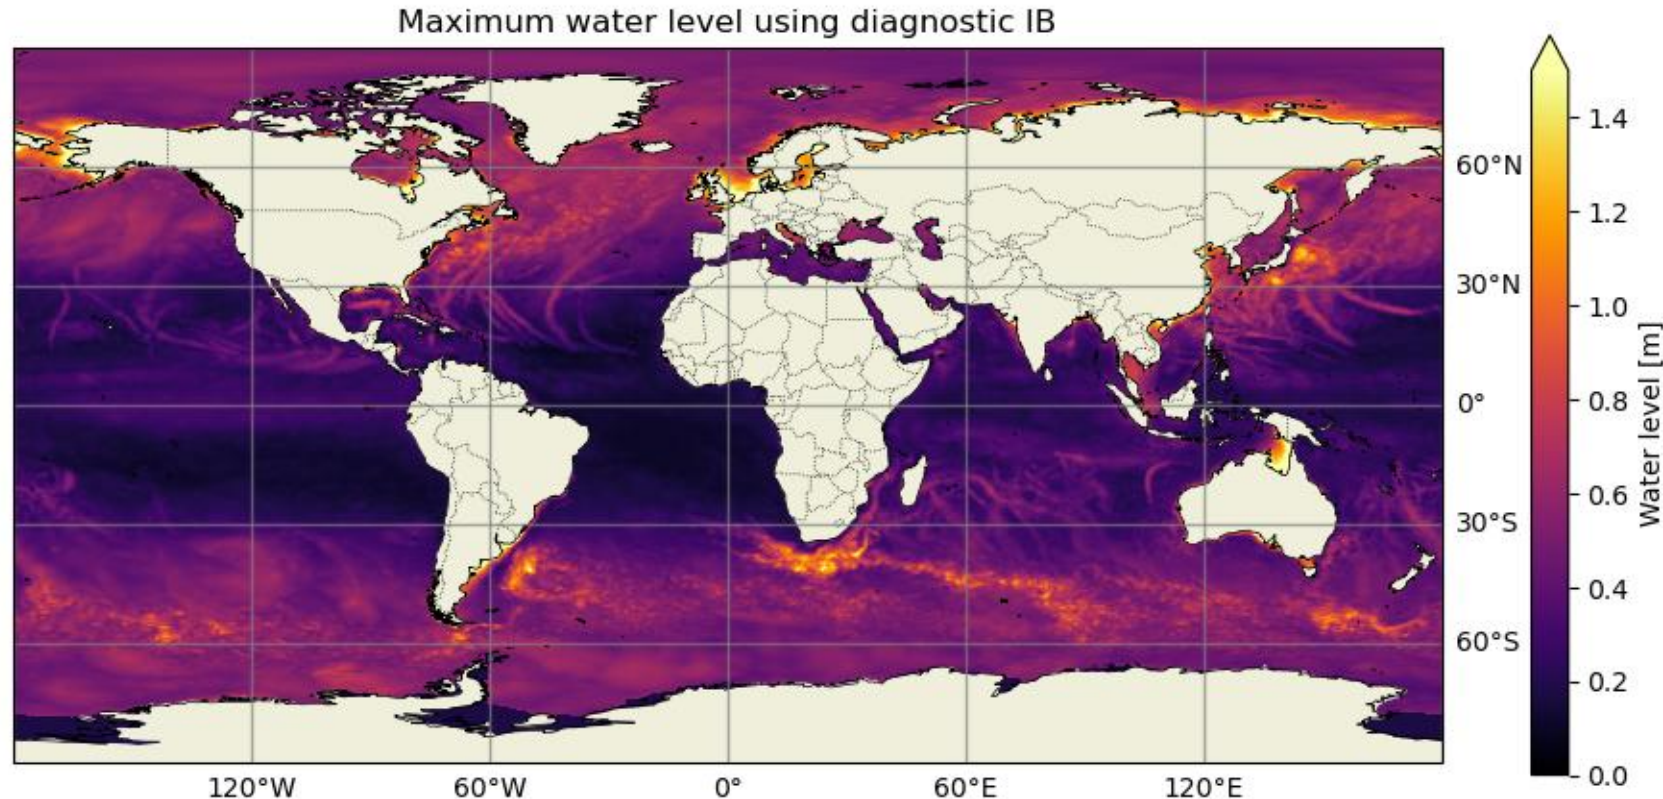 Maximum water level using diagnostic IB
60°N
30°N
0°
30°S
60°S
120°W
60°W
0°
60°E
120°E
1.4
1.2
1.0
0.8
0.6
0.4
0.2
0.0
Water level [m]